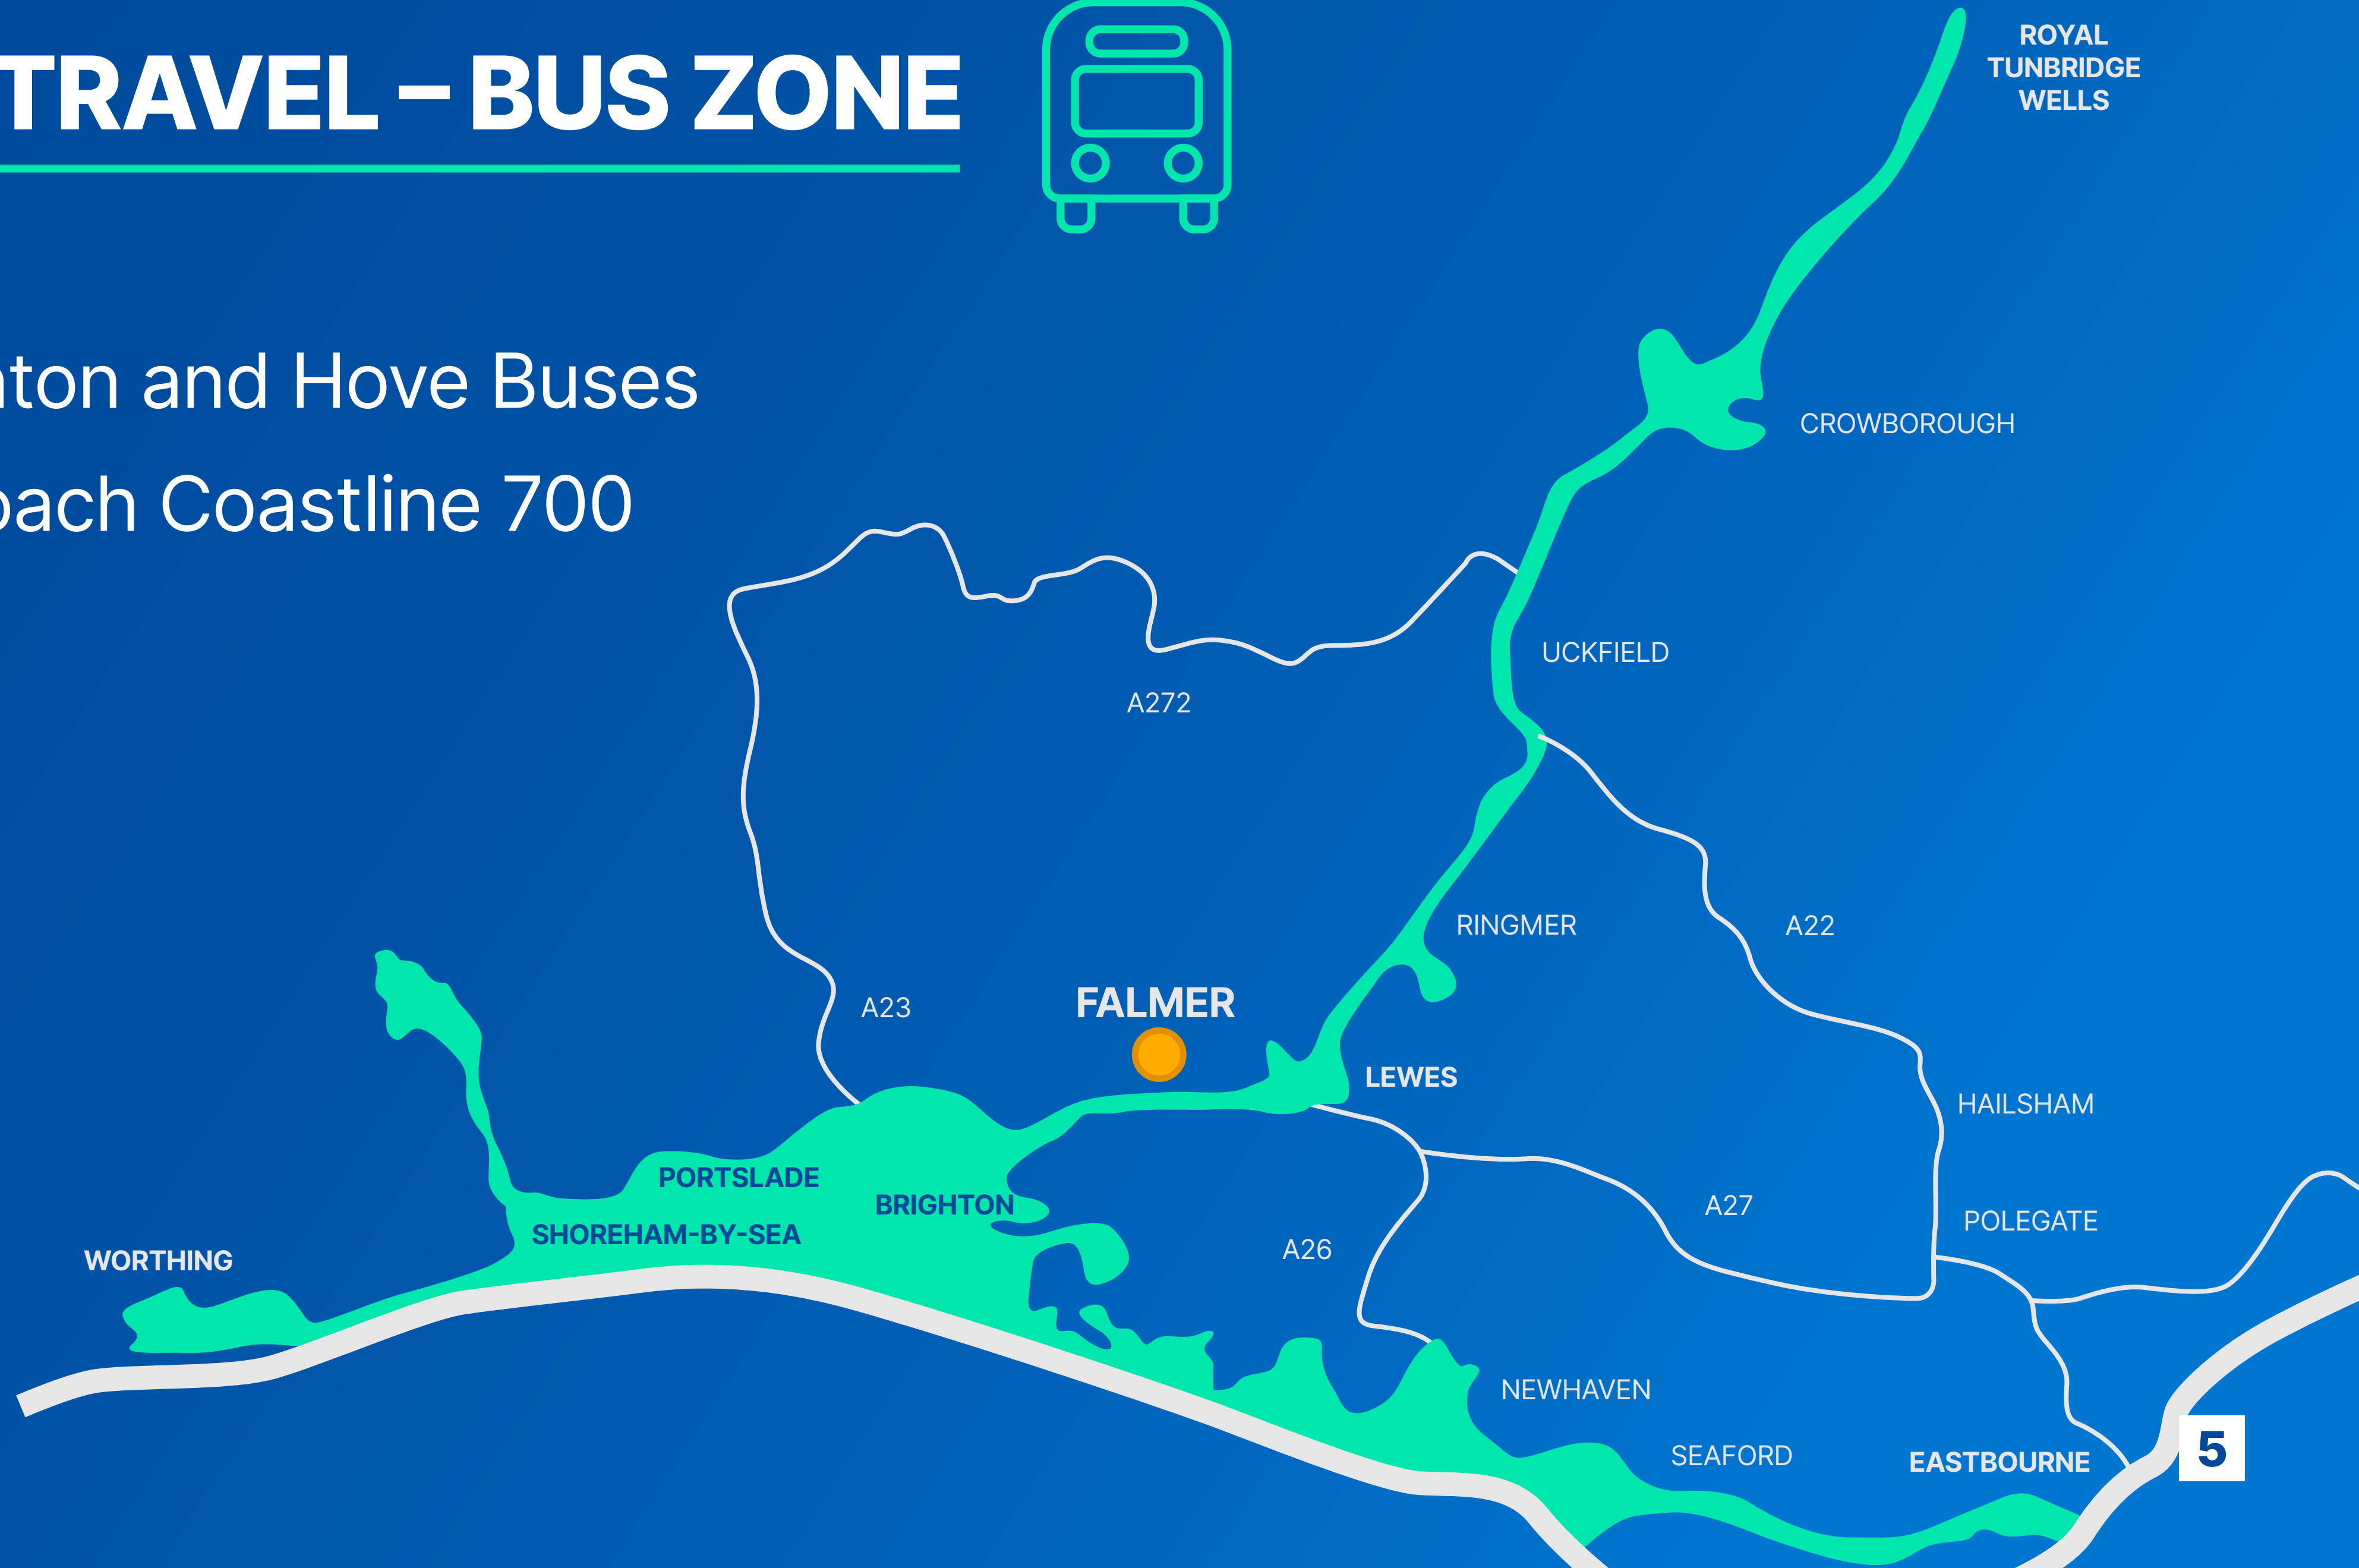 TRAVEL – BUS ZONE
ROYAL
TUNBRIDGE
WELLS
nton and Hove Buses
CROWBOROUGH
oach Coastline 700
UCKFIELD
A272
RINGMER
A22
FALMER
A23
LEWES
HAILSHAM
PORTSLADE
BRIGHTON
A27
POLEGATE
SHOREHAM-BY-SEA
A26
WORTHING
NEWHAVEN
SEAFORD
EASTBOURNE
5